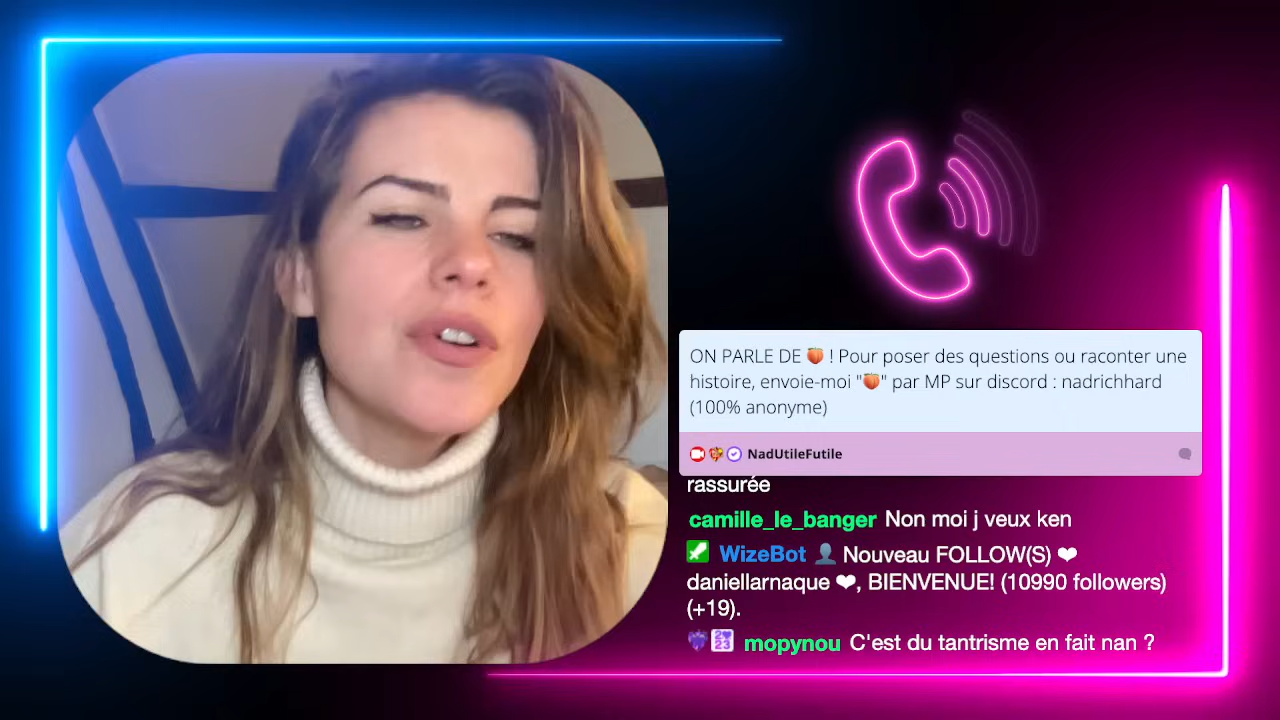 ON PARLE DE 🍑 ! Pour poser des questions ou raconter une
histoire, envoie-moi "🍑" par MP sur discord : nadrichhard
(100% anonyme)
NadUtileFutile
rassurée
camille_le_banger Non moi j veux ken
WizeBot 👤 Nouveau FOLLOW(S) ❤
daniellarnaque ❤, BIENVENUE! (10990 followers)
(+19).
mopynou C'est du tantrisme en fait nan ?